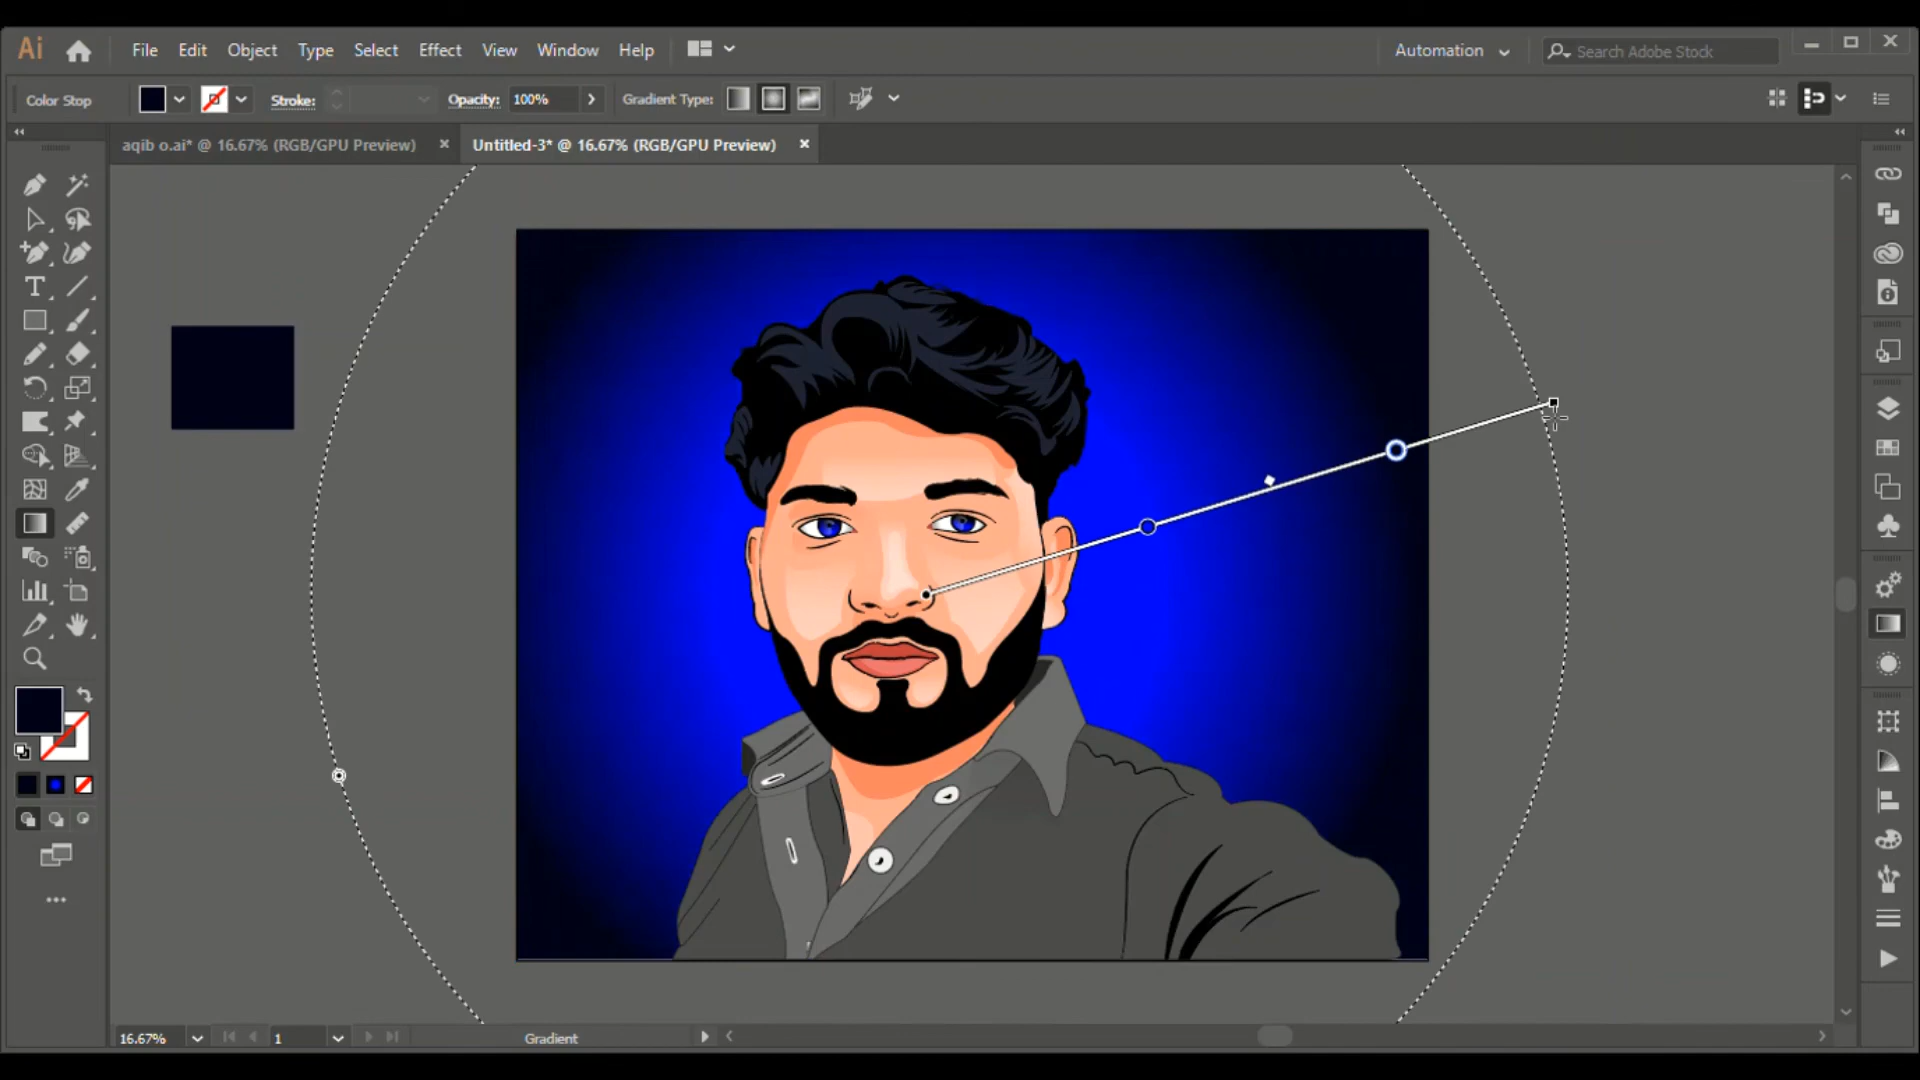 Ai File Edit Object Type Select Effect View Window Help Automation Search Adobe Stock
Color Stop Stroke: Opacity: 100% Gradient Type:
aqib o.ai* @ 16.67% (RGB/GPU Preview) Untitled-3* @ 16.67% (RGB/GPU Preview)
16.67% 1 Gradient